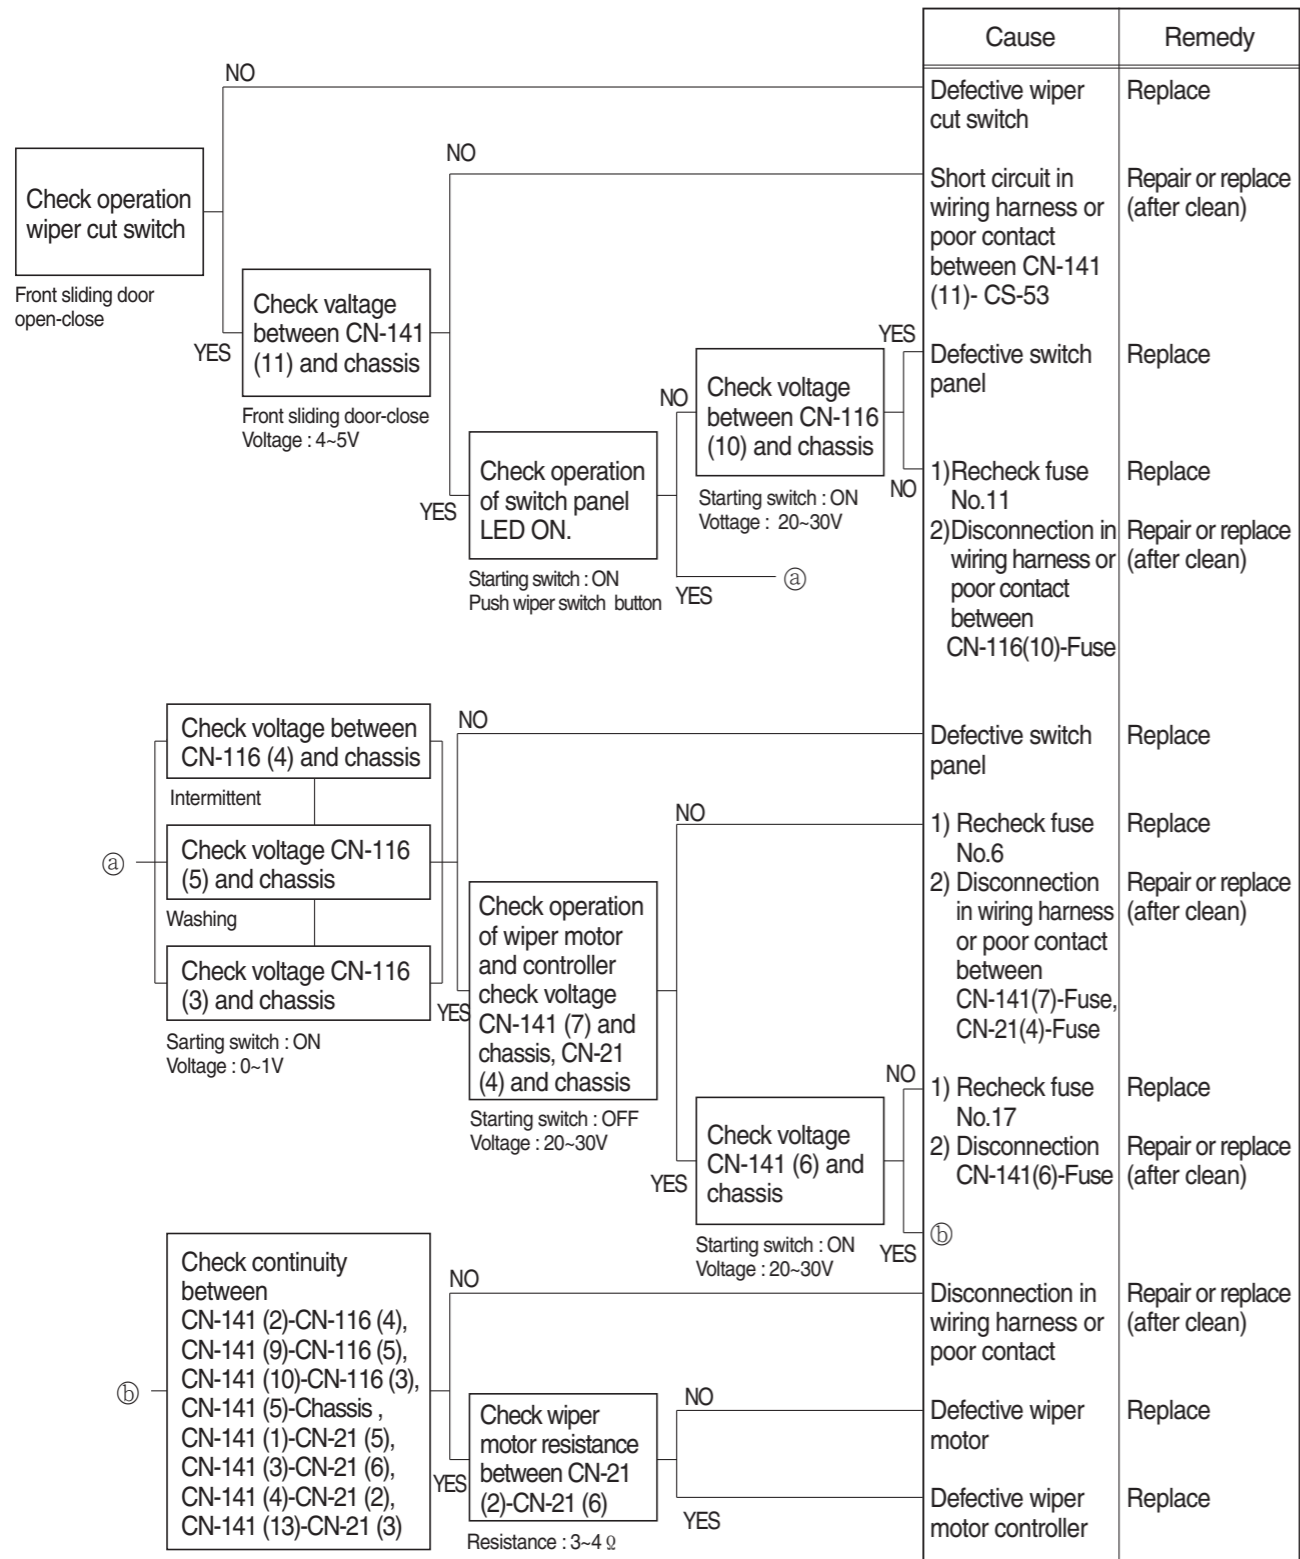 Cause
Remedy
NO
Defective wiper
cut switch
Replace
NO
Check operation
wiper cut switch
Short circuit in
wiring harness or
poor contact
between CN-141
(11)- CS-53
Repair or replace
(after clean)
Front sliding door
open-close
YES
Check valtage
between CN-141
(11) and chassis
Front sliding door-close
Voltage : 4~5V
YES
Check operation
of switch panel
LED ON.
Starting switch : ON
Push wiper switch button
NO
Check voltage
between CN-116
(10) and chassis
Starting switch : ON
Vottage : 20~30V
YES
Defective switch
panel
Replace
NO
1)Recheck fuse
No.11
Replace
2)Disconnection in
wiring harness or
poor contact
between
CN-116(10)-Fuse
Repair or replace
(after clean)
YES
ⓐ
ⓐ
Check voltage between
CN-116 (4) and chassis
Intermittent
Check voltage CN-116
(5) and chassis
Washing
Check voltage CN-116
(3) and chassis
Sarting switch : ON
Voltage : 0~1V
NO
Defective switch
panel
Replace
YES
Check operation
of wiper motor
and controller
check voltage
CN-141 (7) and
chassis, CN-21
(4) and chassis
Starting switch : OFF
Voltage : 20~30V
NO
1) Recheck fuse
No.6
Replace
2) Disconnection
in wiring harness
or poor contact
between
CN-141(7)-Fuse,
CN-21(4)-Fuse
Repair or replace
(after clean)
YES
Check voltage
CN-141 (6) and
chassis
Starting switch : ON
Voltage : 20~30V
NO
1) Recheck fuse
No.17
Replace
2) Disconnection
CN-141(6)-Fuse
Repair or replace
(after clean)
YES
ⓑ
ⓑ
Check continuity
between
CN-141 (2)-CN-116 (4),
CN-141 (9)-CN-116 (5),
CN-141 (10)-CN-116 (3),
CN-141 (5)-Chassis ,
CN-141 (1)-CN-21 (5),
CN-141 (3)-CN-21 (6),
CN-141 (4)-CN-21 (2),
CN-141 (13)-CN-21 (3)
NO
Disconnection in
wiring harness or
poor contact
Repair or replace
(after clean)
YES
Check wiper
motor resistance
between CN-21
(2)-CN-21 (6)
Resistance : 3~4 Ω
NO
Defective wiper
motor
Replace
YES
Defective wiper
motor controller
Replace